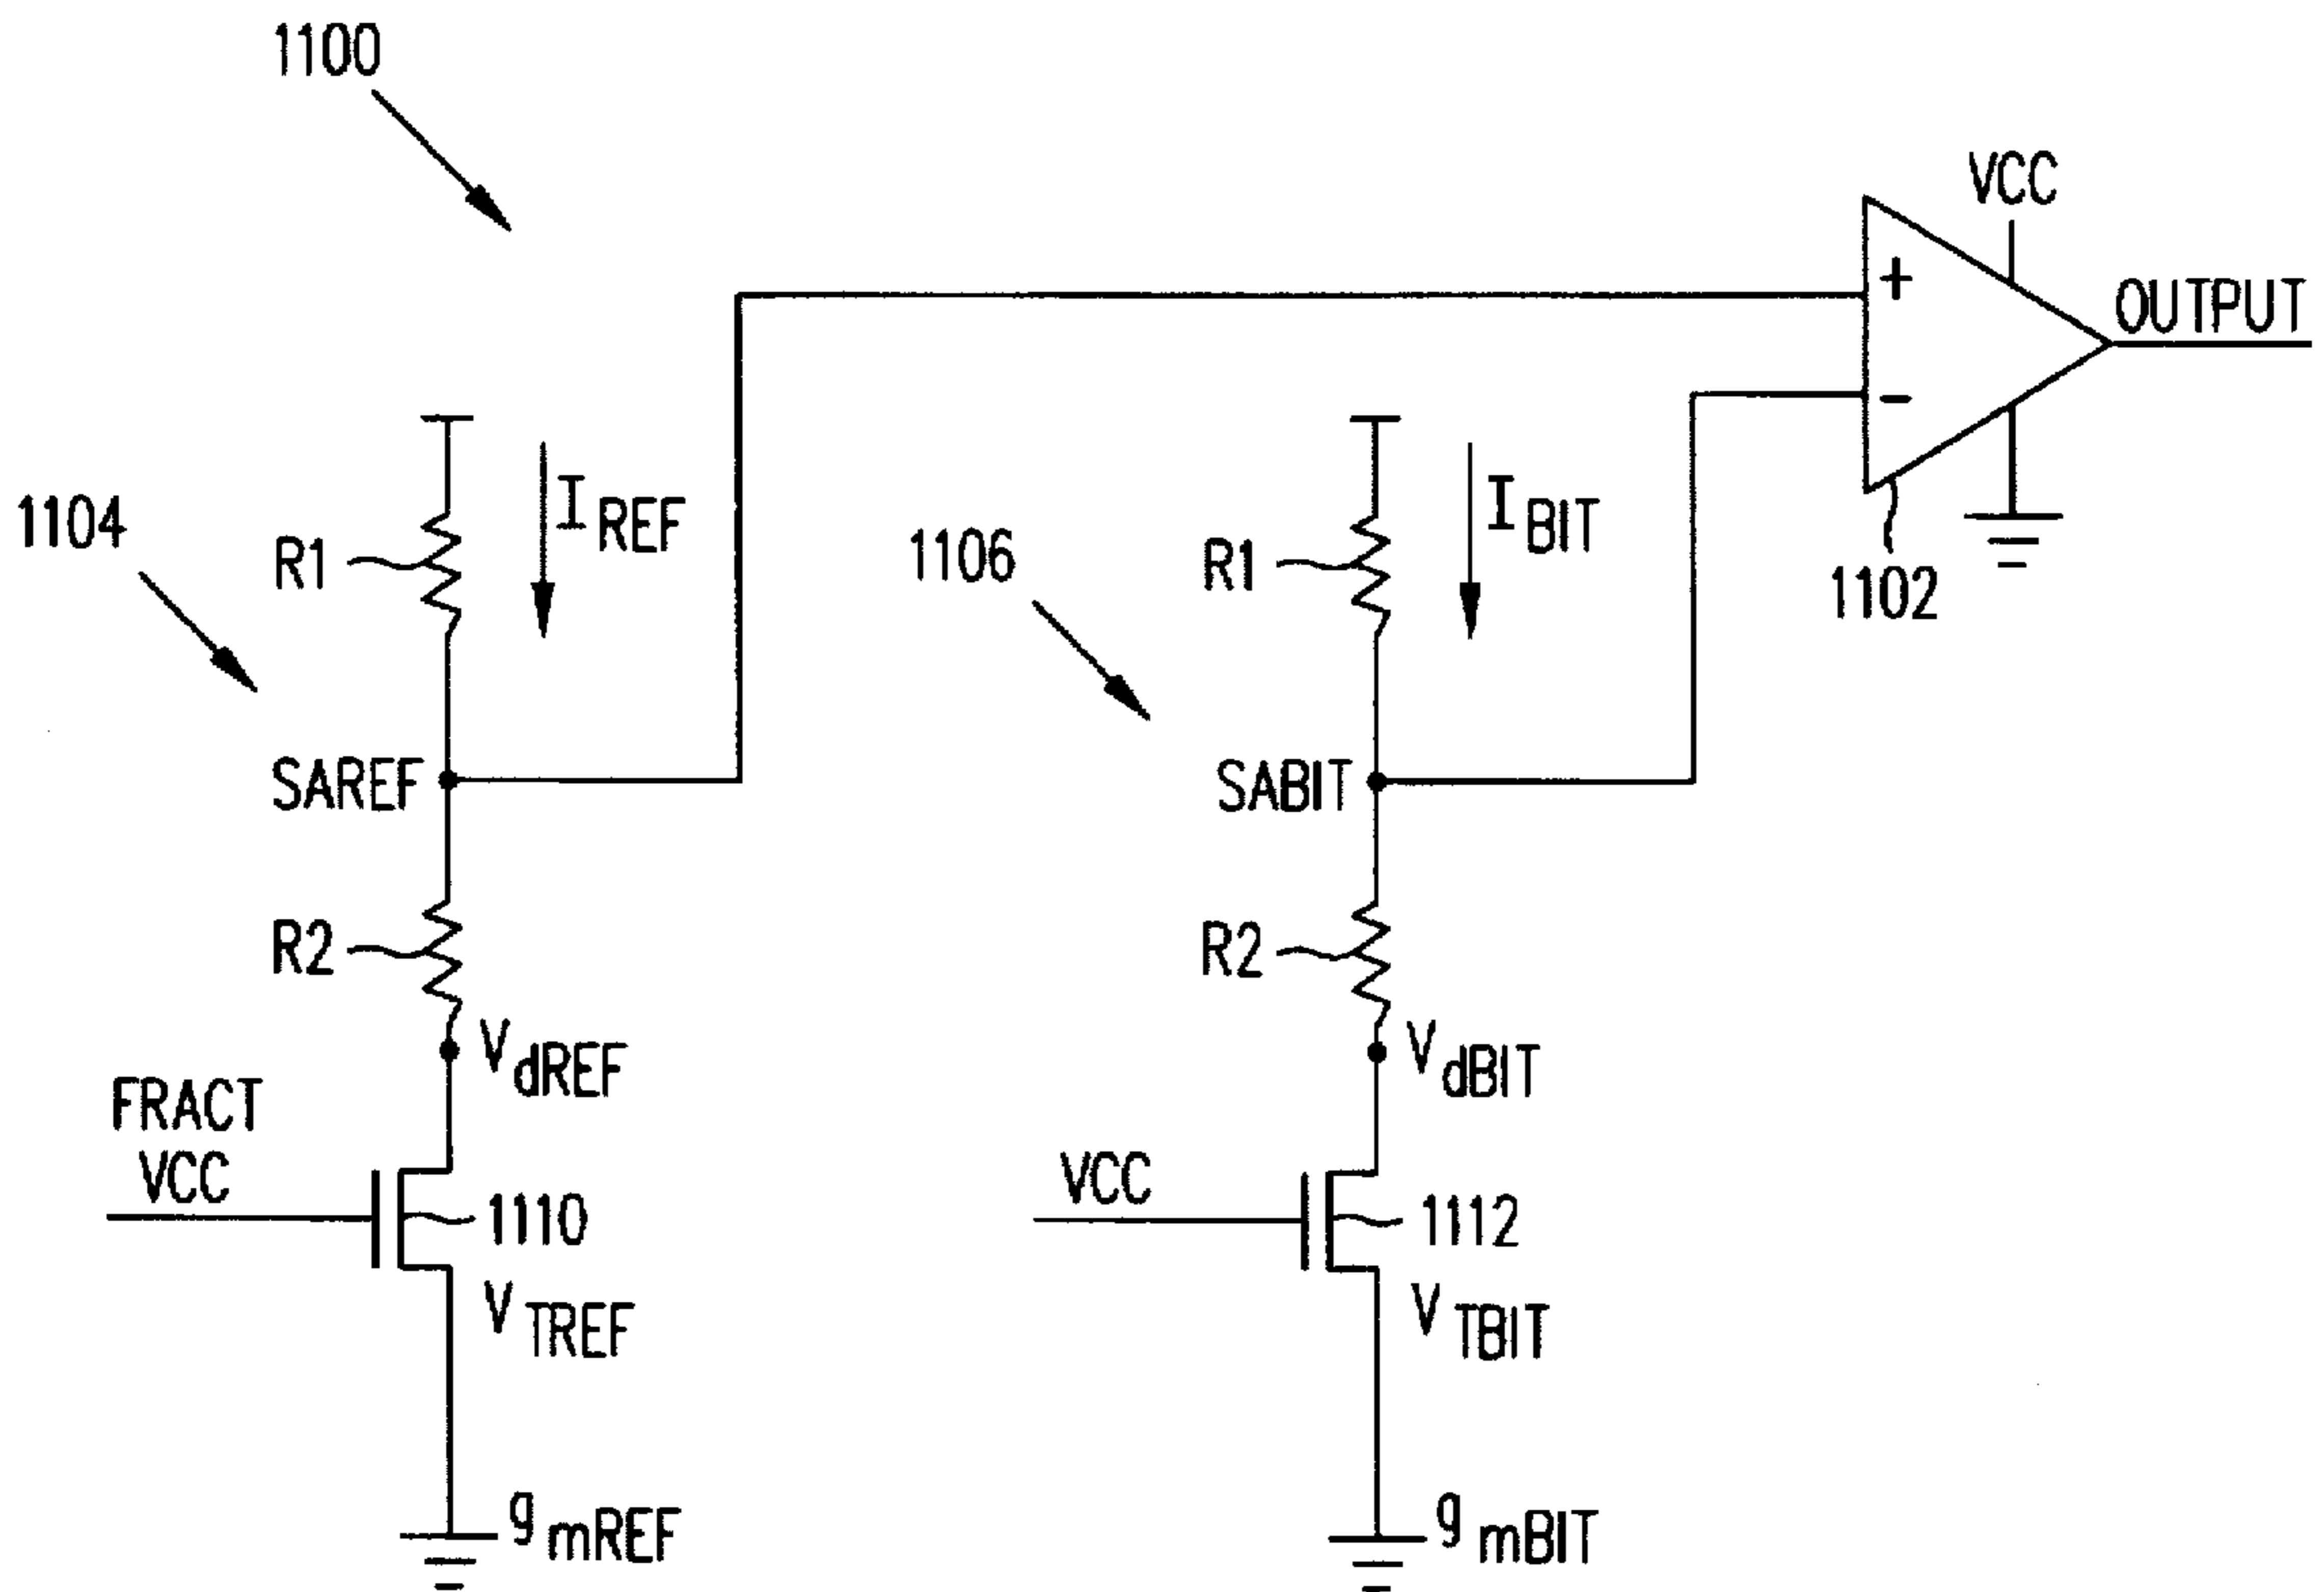 1100
VCC
+
OUTPUT
-
1104
R1
I REF
1106
R1
I BIT
1102
SAREF
SABIT
R2
R2
V dREF
V dBIT
FRACT
VCC
VCC
1110
1112
V TREF
V TBIT
g mREF
g mBIT